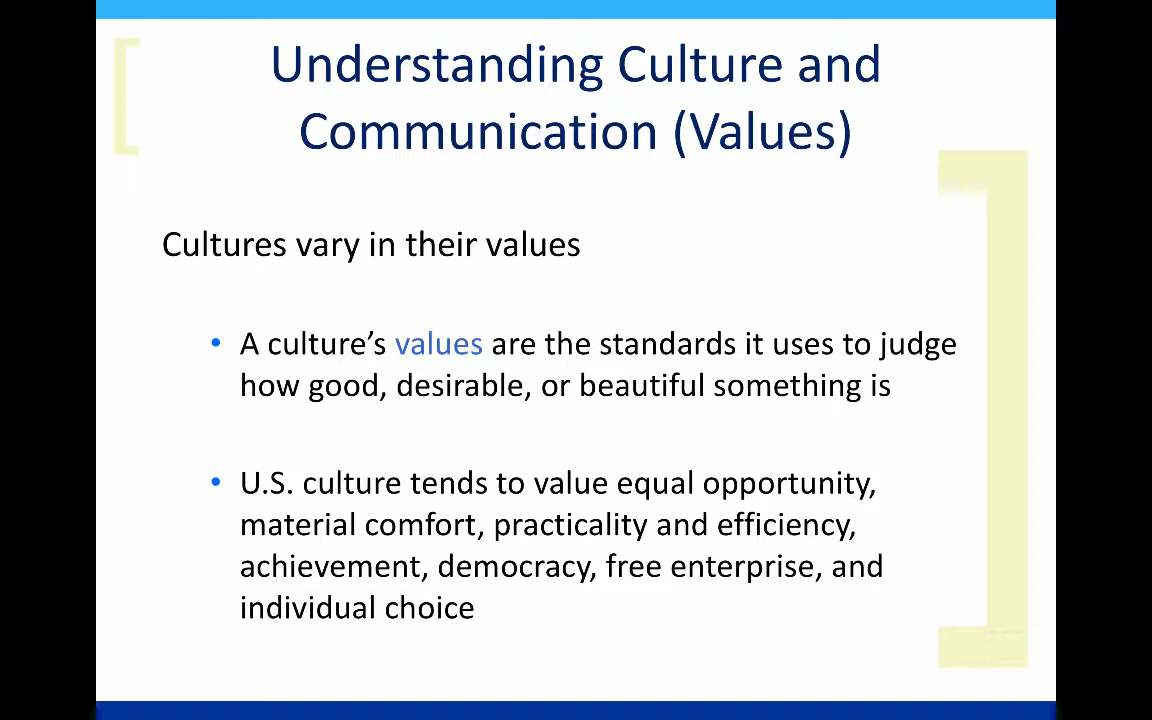 Understanding Culture and
Communication (Values)
Cultures vary in their values
• A culture’s values are the standards it uses to judge
how good, desirable, or beautiful something is
• U.S. culture tends to value equal opportunity,
material comfort, practicality and efficiency,
achievement, democracy, free enterprise, and
individual choice